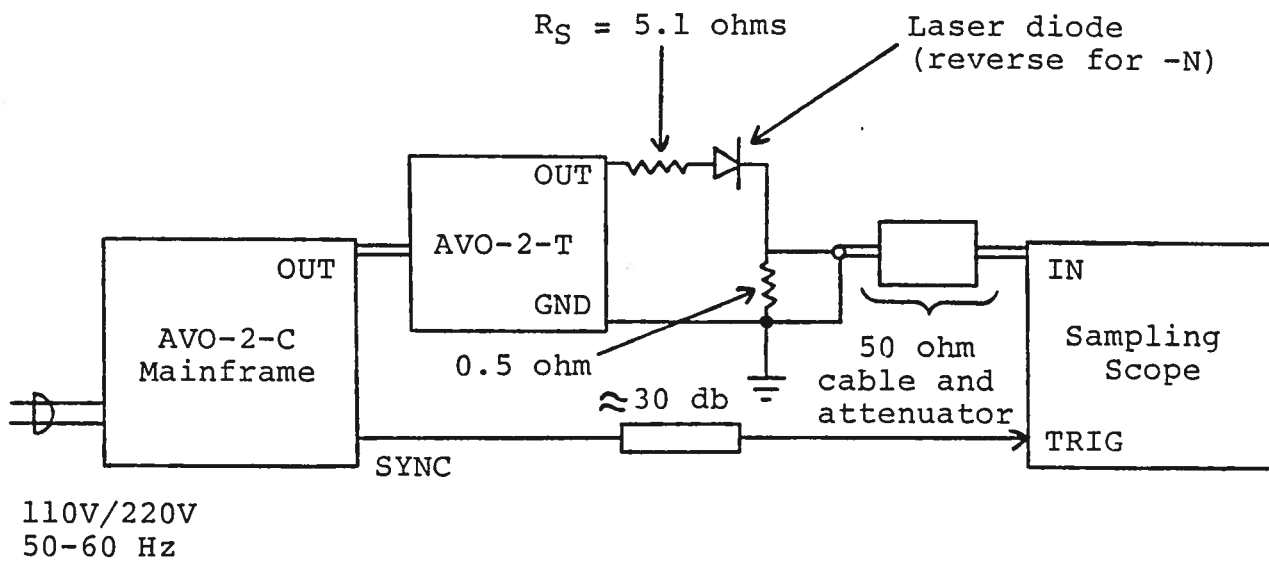 RS = 5.1 ohms
Laser diode
(reverse for -N)
OUT
AVO-2-T
GND
OUT
AVO-2-C
Mainframe
SYNC
0.5 ohm
≈30 db
50 ohm
cable and
attenuator
IN
Sampling
Scope
TRIG
110V/220V
50-60 Hz